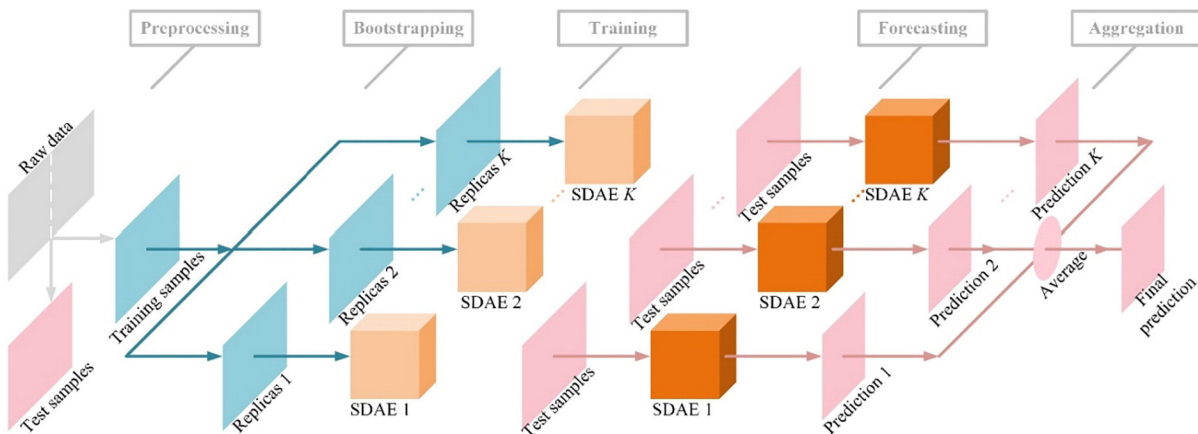 Preprocessing
Bootstrapping
Training
Forecasting
Aggregation
Raw data
Training samples
Test samples
Replicas K
Replicas 2
Replicas 1
SDAE K
SDAE 2
SDAE 1
Test samples
Test samples
Test samples
SDAE K
SDAE 2
SDAE 1
Prediction K
Prediction 2
Prediction 1
Average
Final
prediction